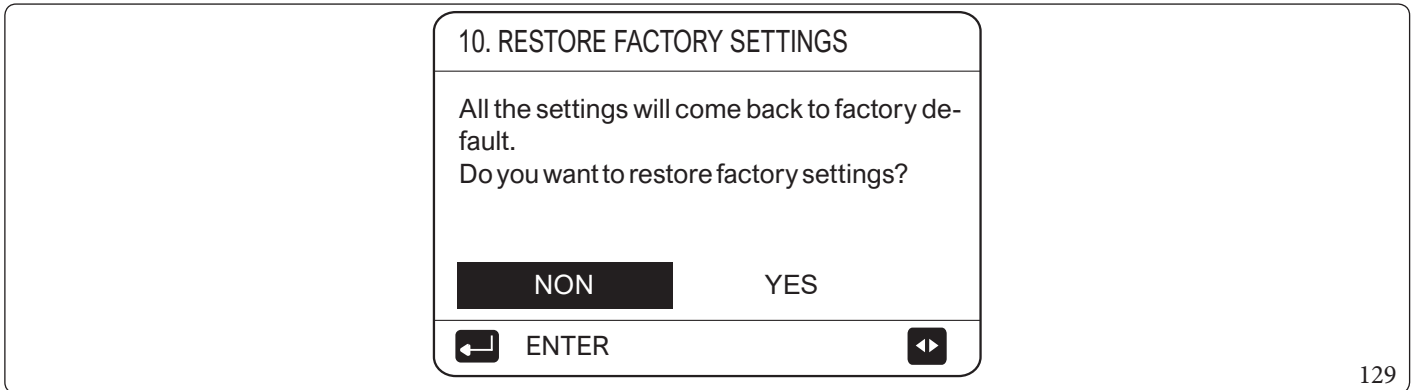 10. RESTORE FACTORY SETTINGS
All the settings will come back to factory de-
fault.
Do you want to restore factory settings?
NON YES
ENTER
129